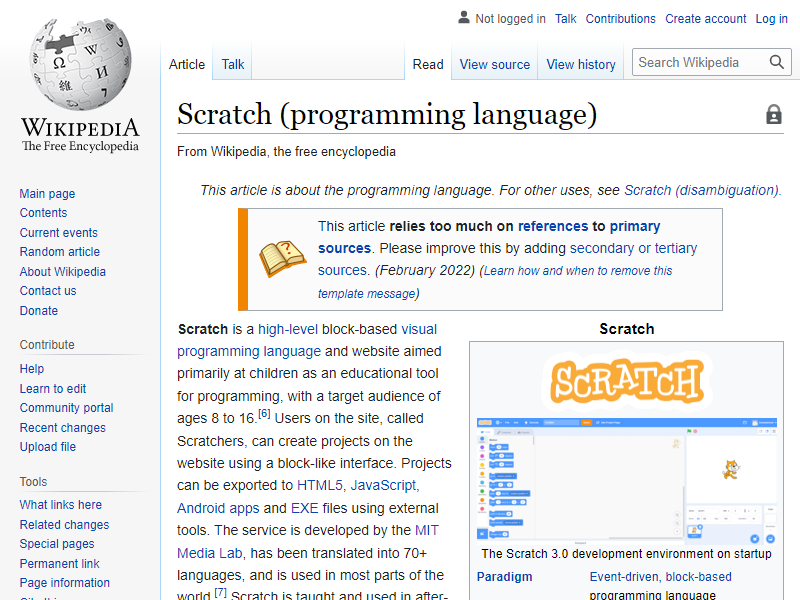 Not logged in Talk Contributions Create account Log in
Article Talk Read View source View history Search Wikipedia
WIKIPEDIA
The Free Encyclopedia
Main page
Contents
Current events
Random article
About Wikipedia
Contact us
Donate
Contribute
Help
Learn to edit
Community portal
Recent changes
Upload file
Tools
What links here
Related changes
Special pages
Permanent link
Page information
Scratch (programming language)
From Wikipedia, the free encyclopedia
This article is about the programming language. For other uses, see Scratch (disambiguation).
This article relies too much on references to primary
sources. Please improve this by adding secondary or tertiary
sources. (February 2022) (Learn how and when to remove this
template message)
Scratch is a high-level block-based visual
programming language and website aimed
primarily at children as an educational tool
for programming, with a target audience of
ages 8 to 16.[6] Users on the site, called
Scratchers, can create projects on the
website using a block-like interface. Projects
can be exported to HTML5, JavaScript,
Android apps and EXE files using external
tools. The service is developed by the MIT
Media Lab, has been translated into 70+
languages, and is used in most parts of the
world.[7] Scratch is taught and used in after-
Scratch
SCRATCH
The Scratch 3.0 development environment on startup
Paradigm Event-driven, block-based
programming language